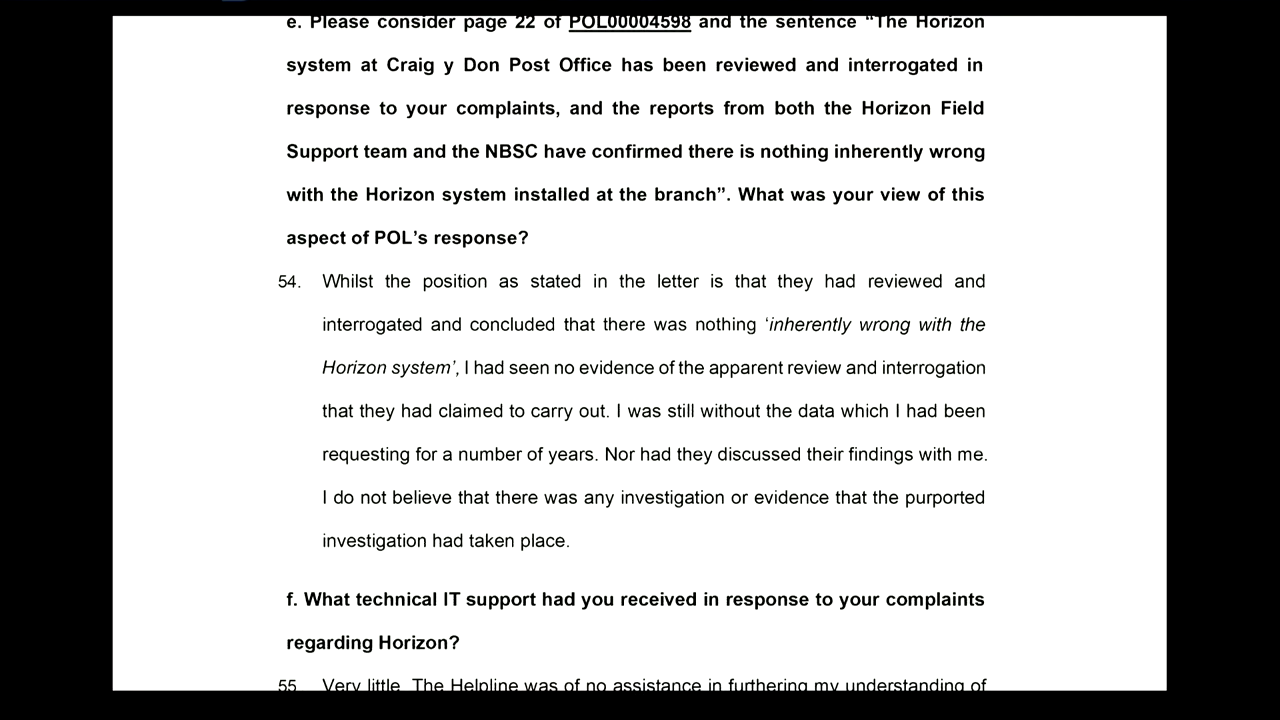 e. Please consider page 22 of POL00004598 and the sentence “The Horizon
system at Craig y Don Post Office has been reviewed and interrogated in
response to your complaints, and the reports from both the Horizon Field
Support team and the NBSC have confirmed there is nothing inherently wrong
with the Horizon system installed at the branch”. What was your view of this
aspect of POL’s response?
54. Whilst the position as stated in the letter is that they had reviewed and
interrogated and concluded that there was nothing ‘inherently wrong with the
Horizon system’, I had seen no evidence of the apparent review and interrogation
that they had claimed to carry out. I was still without the data which I had been
requesting for a number of years. Nor had they discussed their findings with me.
I do not believe that there was any investigation or evidence that the purported
investigation had taken place.
f. What technical IT support had you received in response to your complaints
regarding Horizon?
55 Very little. The Helpline was of no assistance in furthering my understanding of